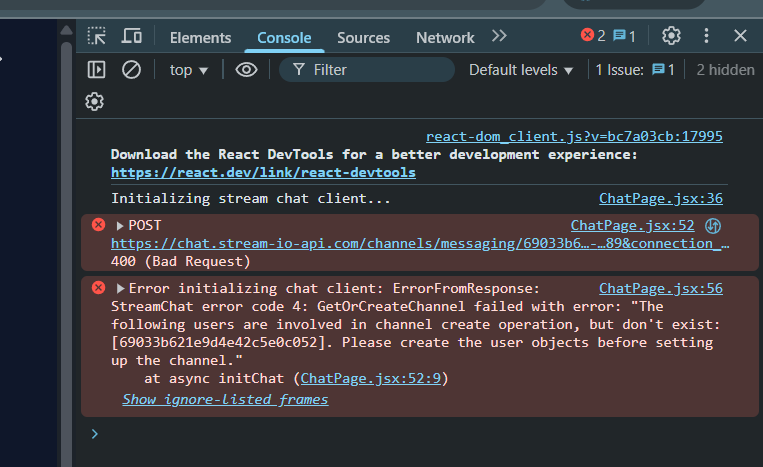 Elements Console Sources Network 2 1
top Filter Default levels 1 Issue: 1 2 hidden
react-dom_client.js?v=bc7a03cb:17995
Download the React DevTools for a better development experience:
https://react.dev/link/react-devtools
Initializing stream chat client... ChatPage.jsx:36
POST ChatPage.jsx:52
https://chat.stream-io-api.com/channels/messaging/69033b6…-…89&connection_…
400 (Bad Request)
Error initializing chat client: ErrorFromResponse: ChatPage.jsx:56
StreamChat error code 4: GetOrCreateChannel failed with error: "The
following users are involved in channel create operation, but don't exist:
[69033b621e9d4e42c5e0c052]. Please create the user objects before setting
up the channel."
at async initChat (ChatPage.jsx:52:9)
Show ignore-listed frames